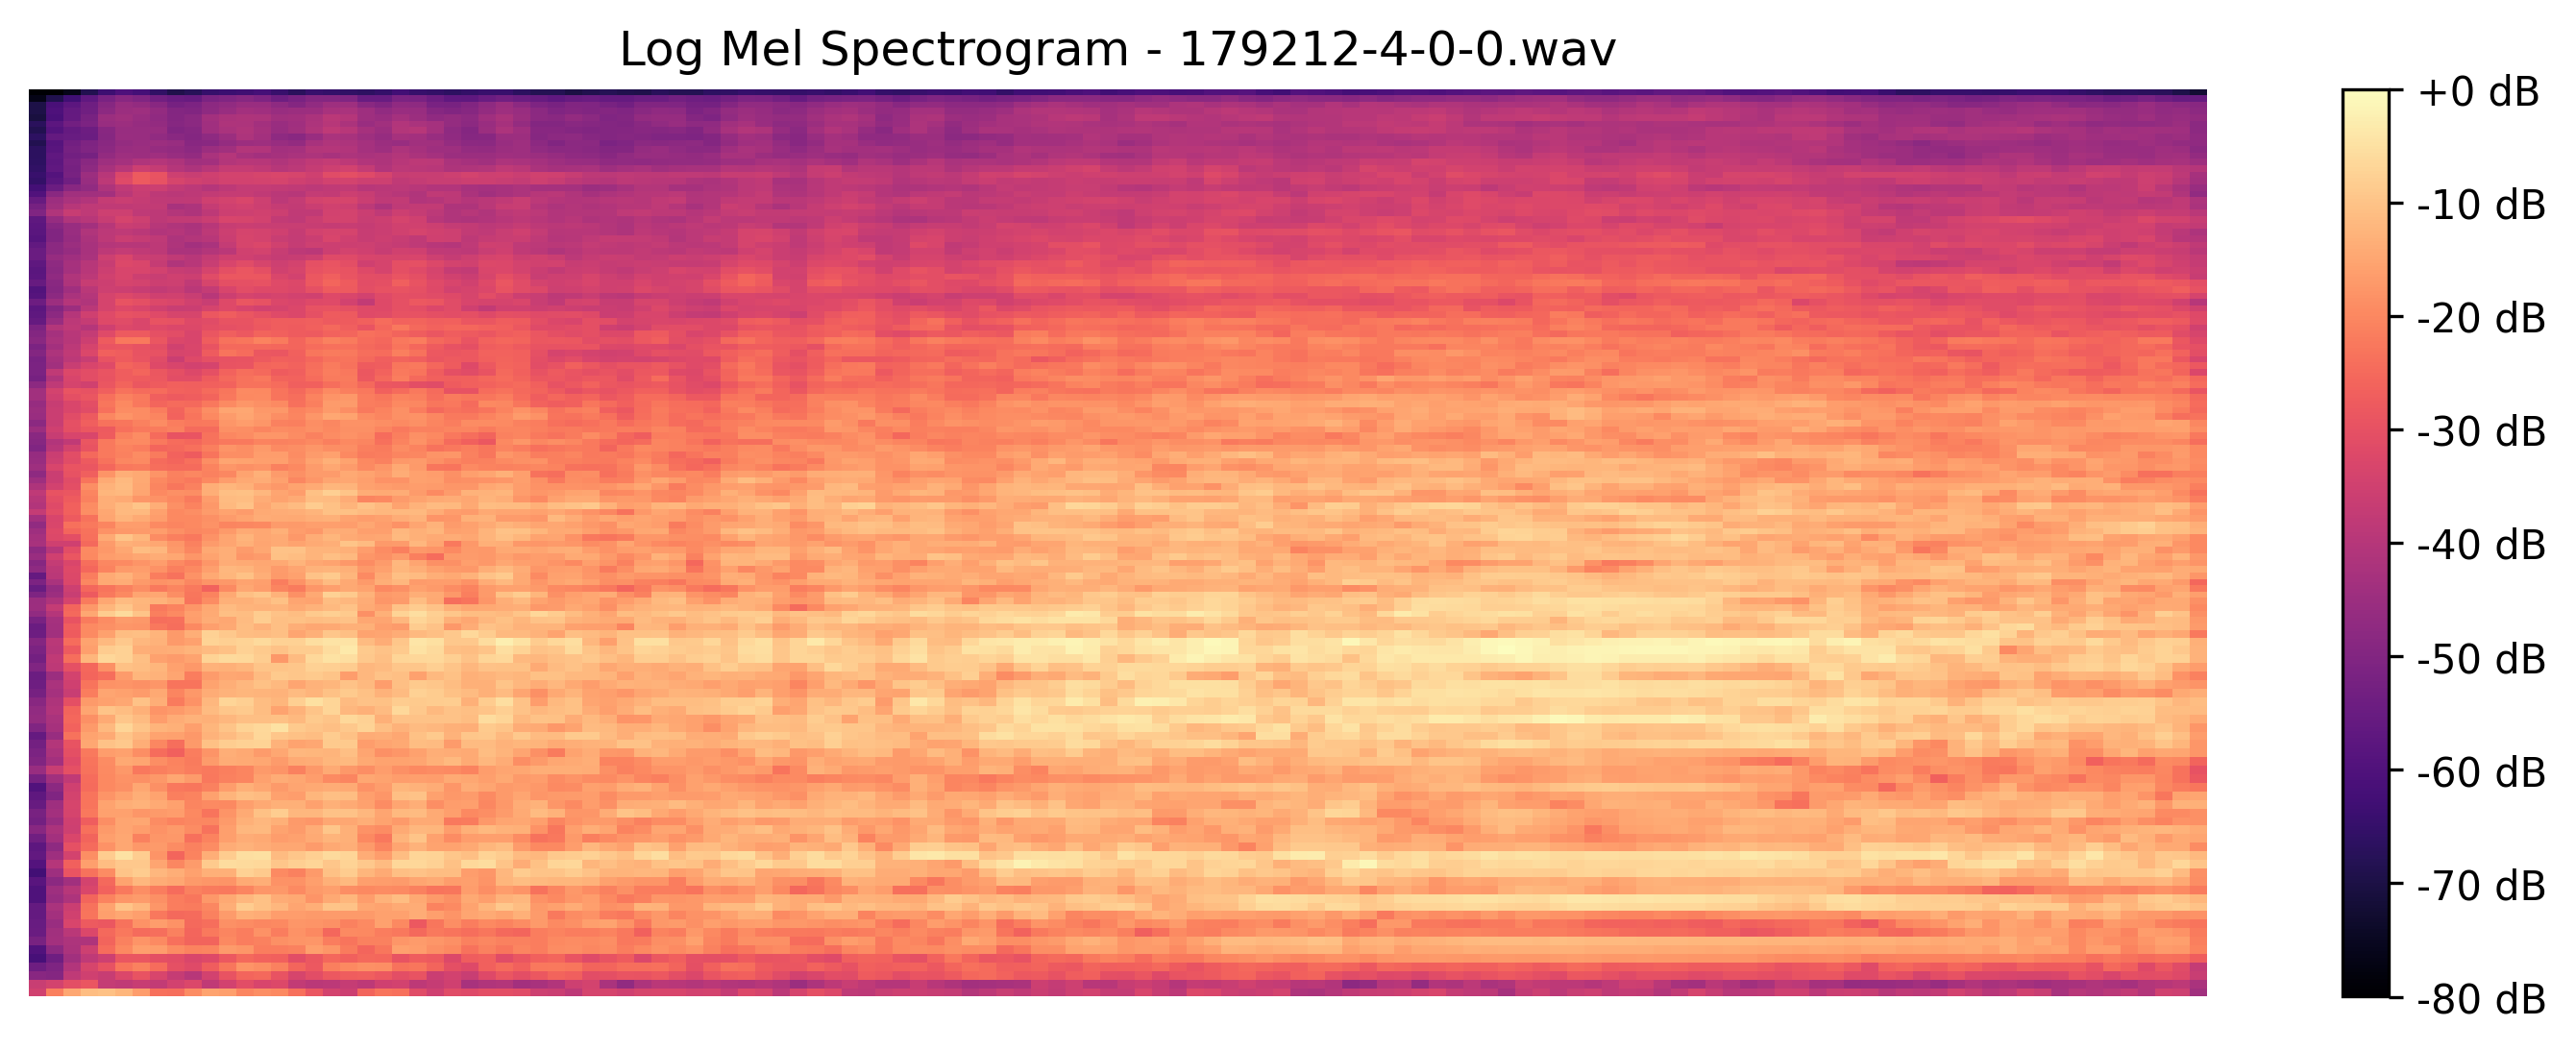 Log Mel Spectrogram - 179212-4-0-0.wav
+0 dB
-10 dB
-20 dB
-30 dB
-40 dB
-50 dB
-60 dB
-70 dB
-80 dB